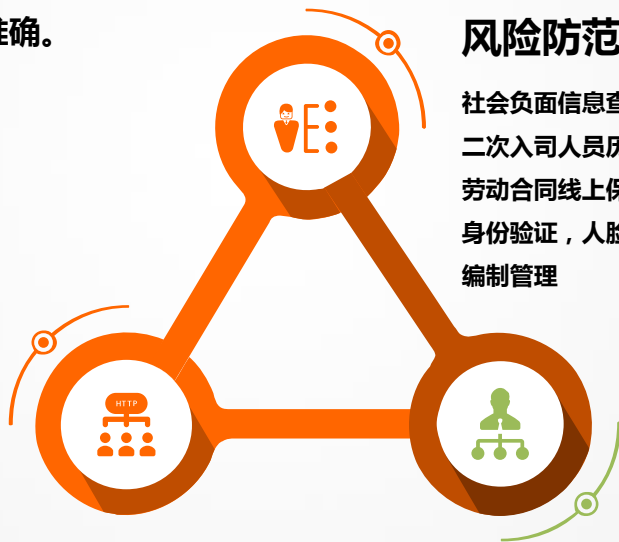 准确。
风险防范
社会负面信息查
二次入司人员历
劳动合同线上保
身份验证，人脸
编制管理
HTTP